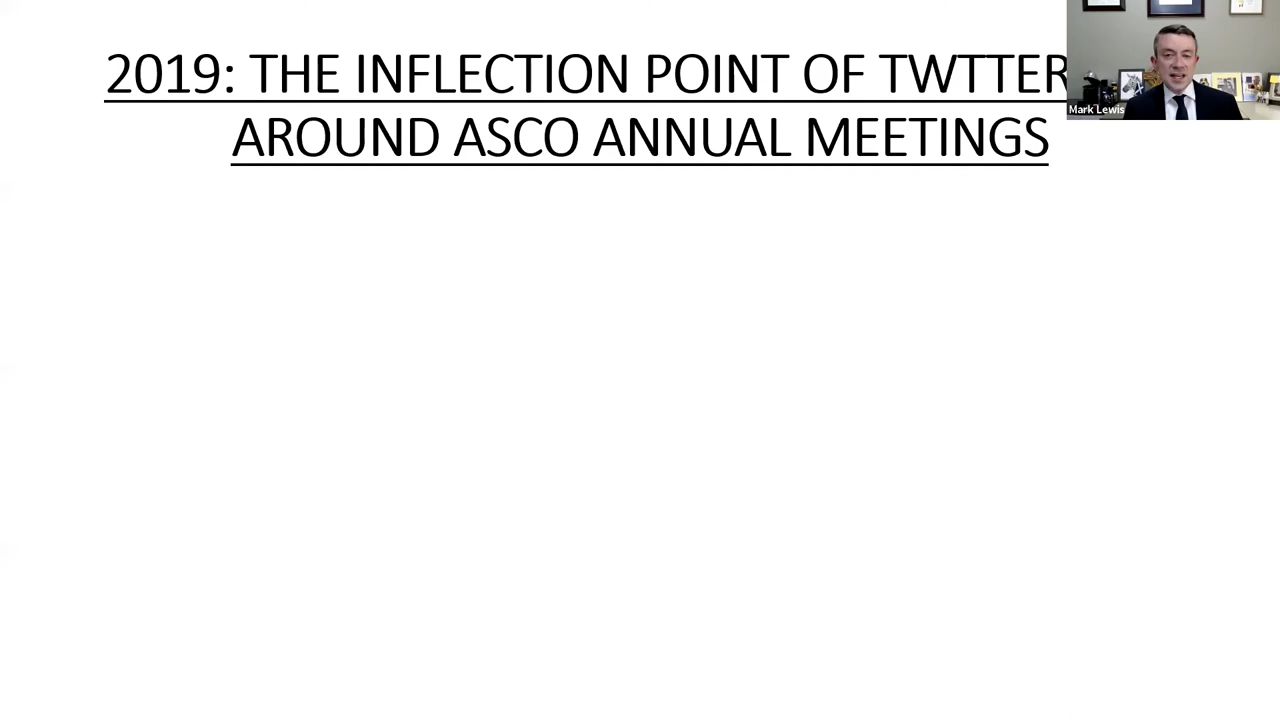 2019: THE INFLECTION POINT OF TWTTER
AROUND ASCO ANNUAL MEETINGS
Mark Lewis